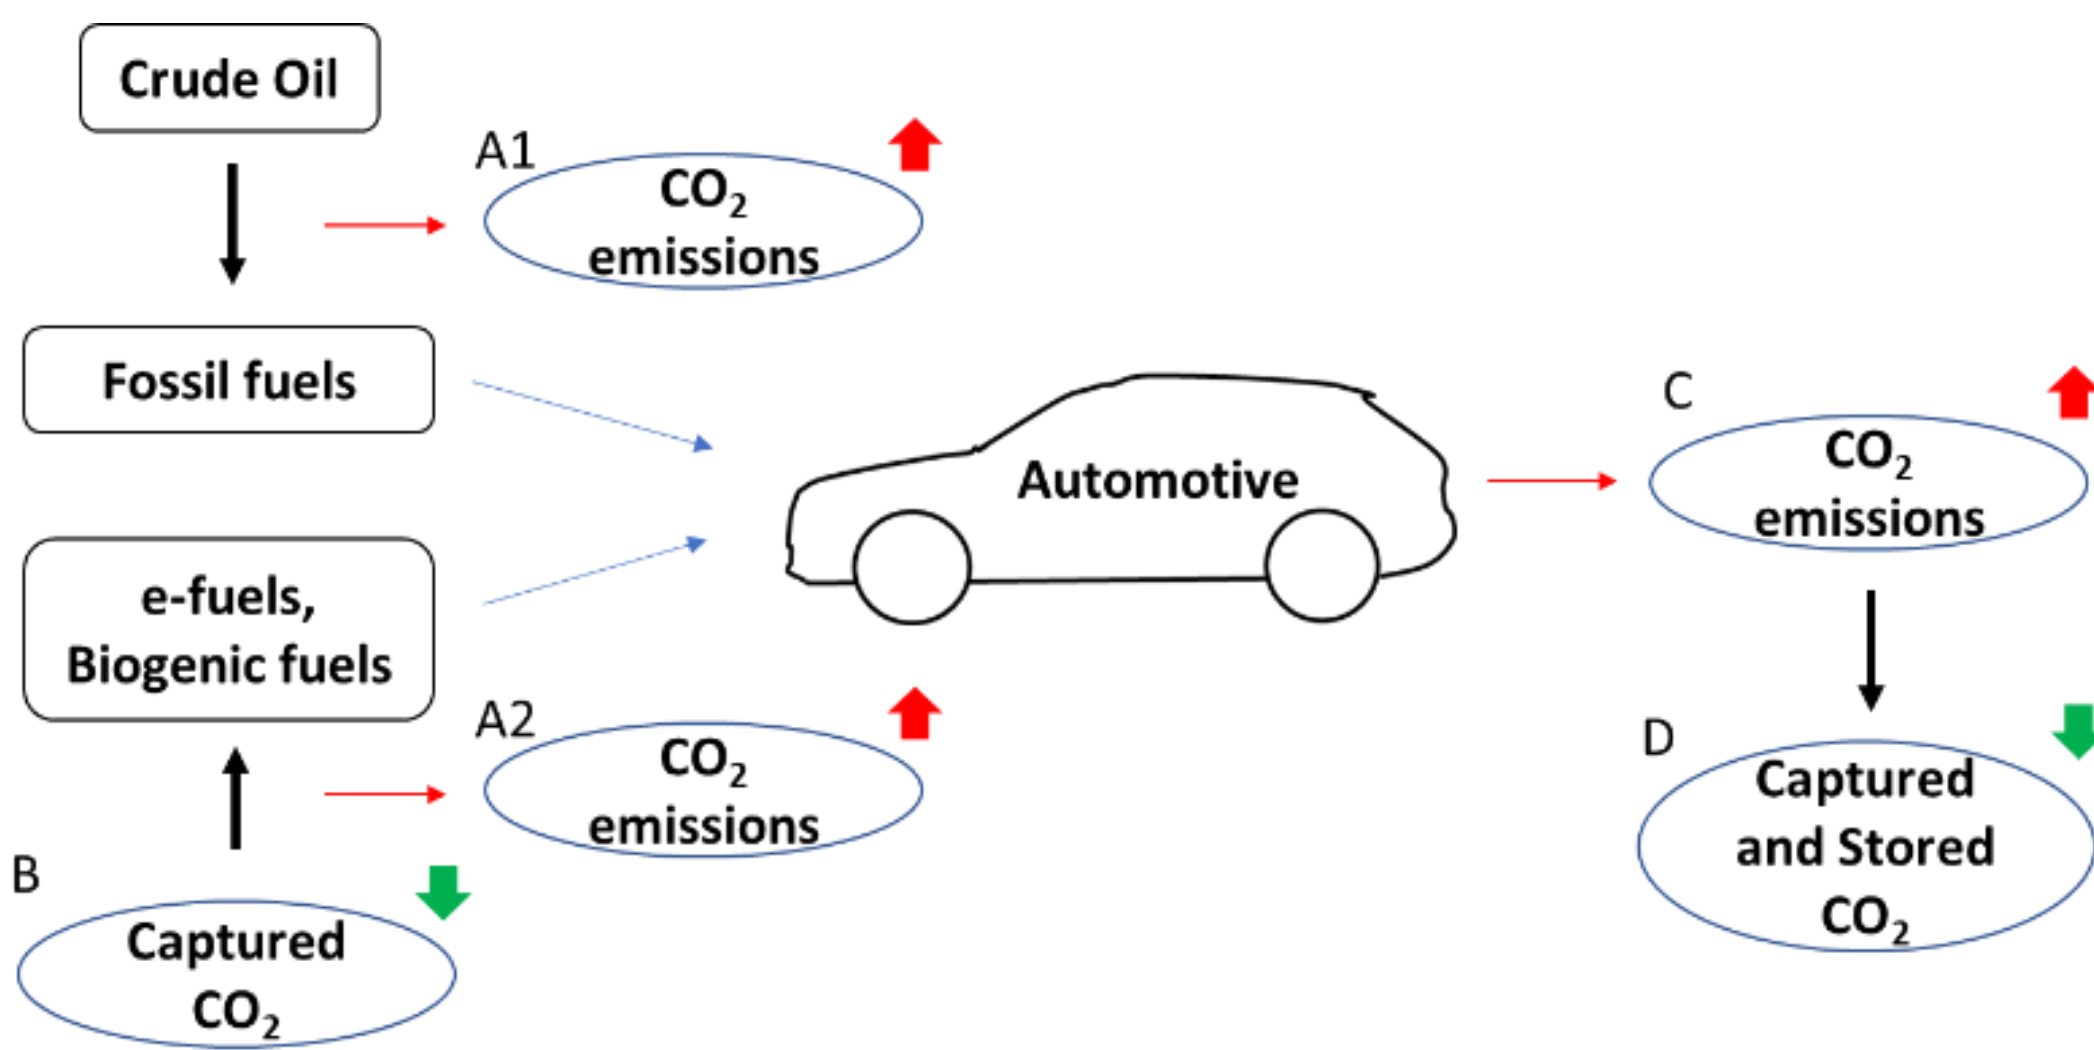 Crude Oil
A1
CO₂
emissions
Fossil fuels
Automotive
C
CO₂
emissions
e-fuels,
Biogenic fuels
A2
CO₂
emissions
B
Captured
CO₂
D
Captured
and Stored
CO₂